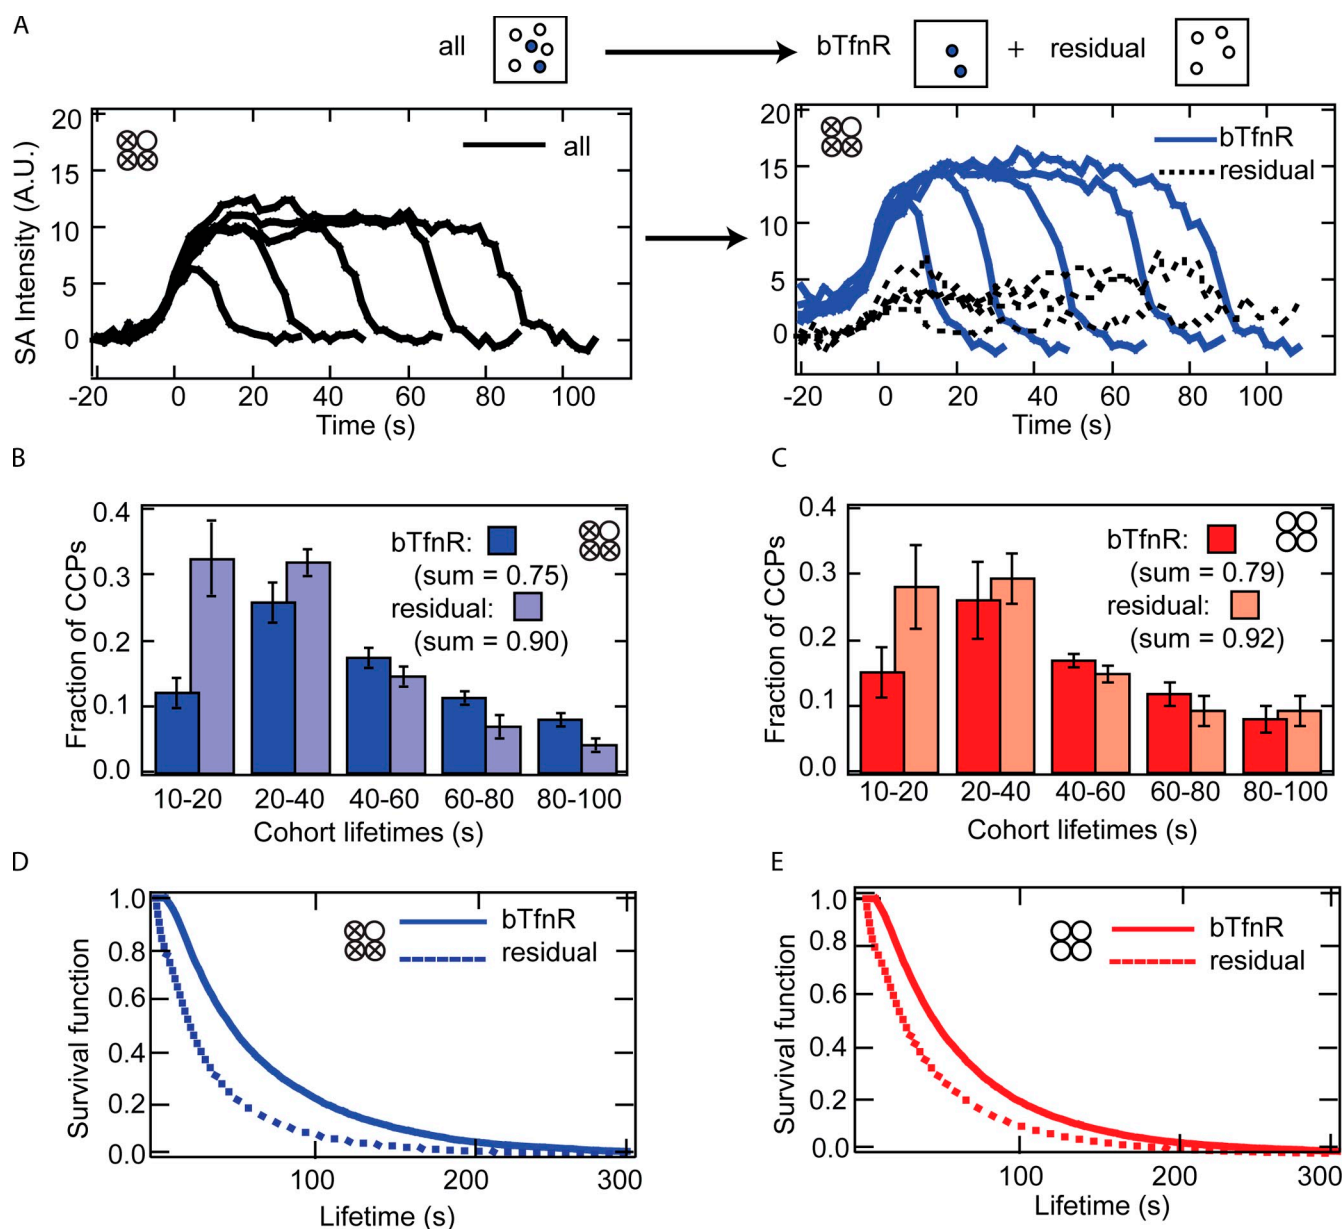 A
all
bTfnR
+
residual
20
15
10
5
0
SA Intensity (A.U.)
all
-20
0
20
40
60
80
100
Time (s)
20
15
10
5
0
bTfnR
residual
-20
0
20
40
60
80
100
Time (s)
B
0.4
0.3
0.2
0.1
0.0
Fraction of CCPs
bTfnR:
(sum = 0.75)
residual:
(sum = 0.90)
10-20
20-40
40-60
60-80
80-100
Cohort lifetimes (s)
C
0.4
0.3
0.2
0.1
0.0
Fraction of CCPs
bTfnR:
(sum = 0.79)
residual:
(sum = 0.92)
10-20
20-40
40-60
60-80
80-100
Cohort lifetimes (s)
D
1.0
0.8
0.6
0.4
0.2
0.0
Survival function
bTfnR
residual
100
200
300
Lifetime (s)
E
1.0
0.8
0.6
0.4
0.2
0.0
Survival function
bTfnR
residual
100
200
300
Lifetime (s)